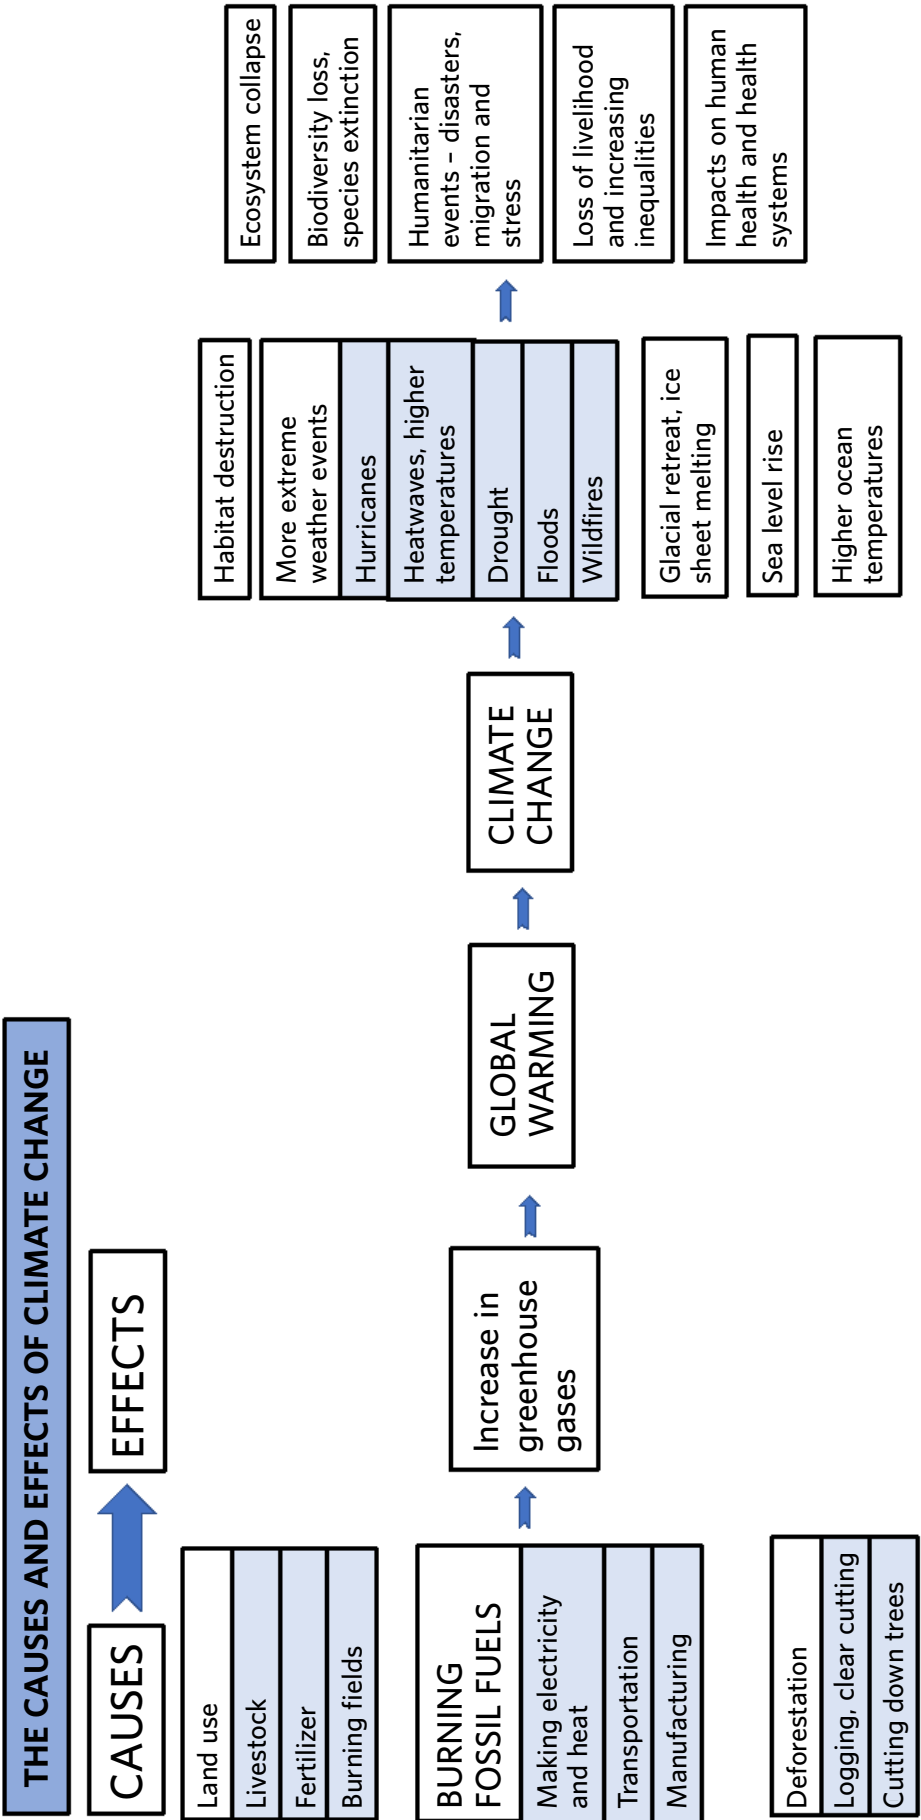 THE CAUSES AND EFFECTS OF CLIMATE CHANGE
CAUSES
EFFECTS
Land use
Livestock
Fertilizer
Burning fields
BURNING
FOSSIL FUELS
Making electricity
and heat
Transportation
Manufacturing
Deforestation
Logging, clear cutting
Cutting down trees
Increase in
greenhouse
gases
GLOBAL
WARMING
CLIMATE
CHANGE
Habitat destruction
More extreme
weather events
Hurricanes
Heatwaves, higher
temperatures
Drought
Floods
Wildfires
Glacial retreat, ice
sheet melting
Sea level rise
Higher ocean
temperatures
Ecosystem collapse
Biodiversity loss,
species extinction
Humanitarian
events – disasters,
migration and
stress
Loss of livelihood
and increasing
inequalities
Impacts on human
health and health
systems